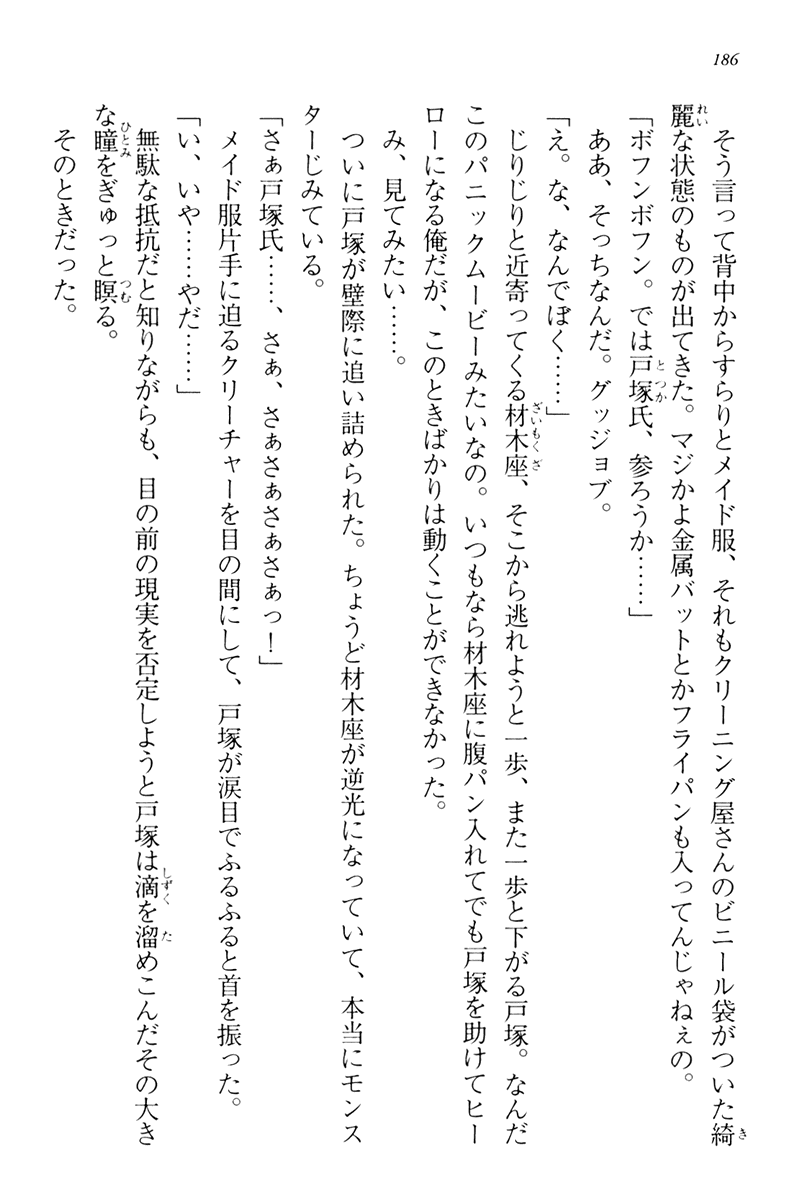 186
そう言って背中からすらりとメイド服、それもクリーニング屋さんのビニール袋がついた綺
麗な状態のものが出てきた。マジかよ金属バットとかフライパンも入ってんじゃねぇの。
「ボフンボフン。では戸塚氏、参ろうか……」
ああ、そっちなんだ。グッジョブ。
「え。な、なんでぼく……」
じりじりと近寄ってくる材木座、そこから逃れようと一歩、また一歩と下がる戸塚。なんだ
このパニックムービーみたいなの。いつもなら材木座に腹パン入れてでも戸塚を助けてヒー
ローになる俺だが、このときばかりは動くことができなかった。
み、見てみたい……。
ついに戸塚が壁際に追い詰められた。ちょうど材木座が逆光になっていて、本当にモンス
ターじみている。
「さぁ戸塚氏……、さぁ、さぁさぁさぁさぁっ！」
メイド服片手に迫るクリーチャーを目の間にして、戸塚が涙目でふるふると首を振った。
「い、いや……やだ……」
無駄な抵抗だと知りながらも、目の前の現実を否定しようと戸塚は滴を溜めこんだその大き
な瞳をぎゅっと瞑る。
そのときだった。